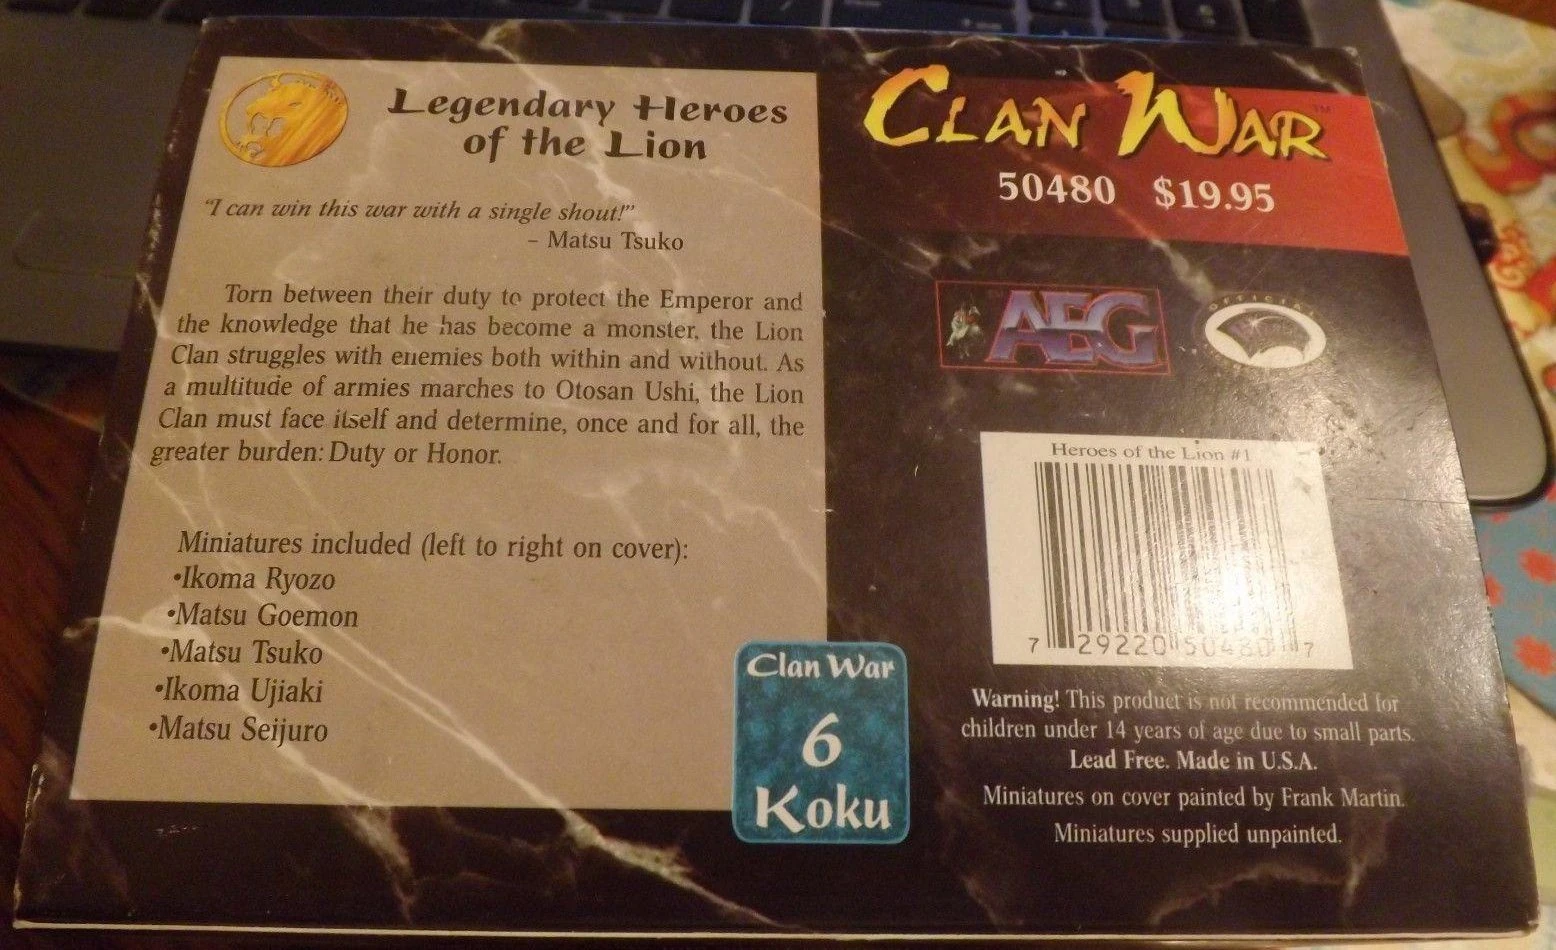 Legendary Heroes
of the Lion
"I can win this war with a single shout!"
– Matsu Tsuko
Torn between their duty to protect the Emperor and
the knowledge that he has become a monster, the Lion
Clan struggles with enemies both within and without. As
a multitude of armies marches to Otosan Ushi, the Lion
Clan must face itself and determine, once and for all, the
greater burden: Duty or Honor.
Miniatures included (left to right on cover):
•Ikoma Ryozo
•Matsu Goemon
•Matsu Tsuko
•Ikoma Ujiaki
•Matsu Seijuro
Clan War
6
Koku
Clan War™
50480 $19.95
AEG
OFFICIAL
Heroes of the Lion #1
7 29220 50480 7
Warning! This product is not recommended for
children under 14 years of age due to small parts.
Lead Free. Made in U.S.A.
Miniatures on cover painted by Frank Martin.
Miniatures supplied unpainted.